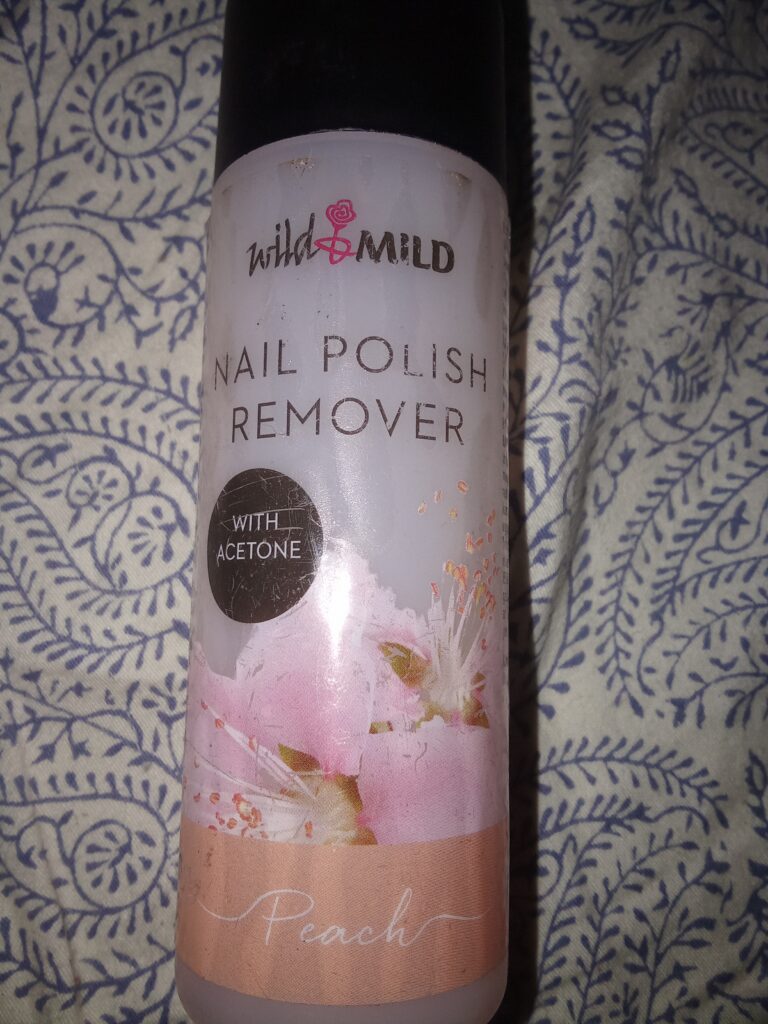 wild & MILD
NAIL POLISH
REMOVER
WITH
ACETONE
Peach